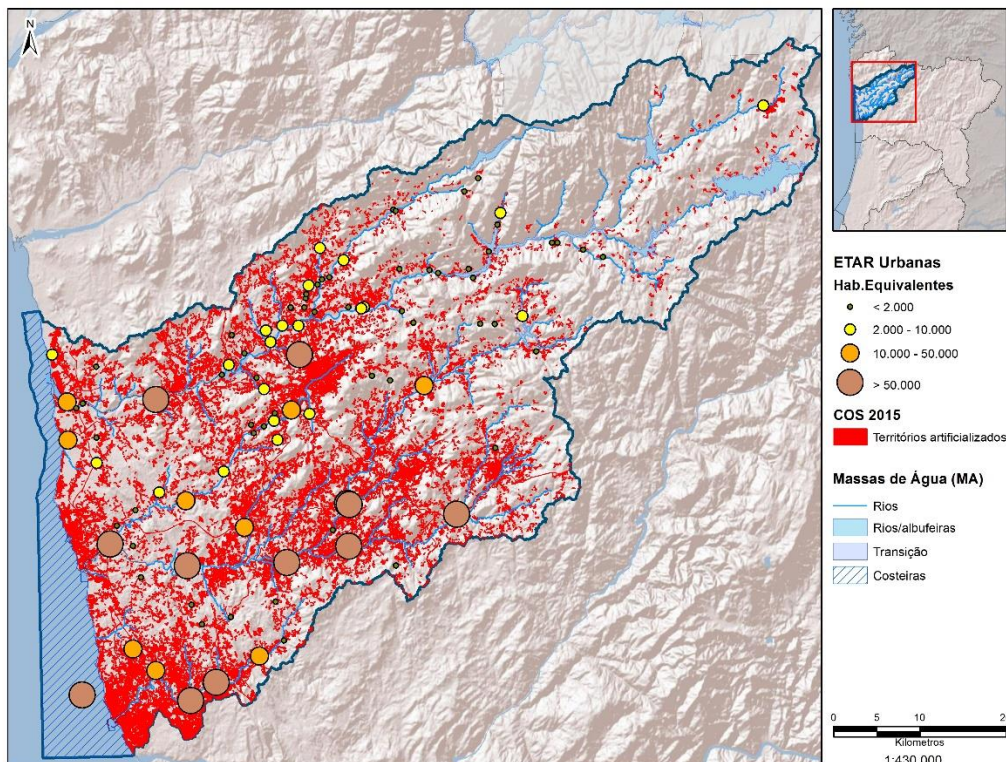 N
ETAR Urbanas
Hab.Equivalentes
< 2.000
2.000 - 10.000
10.000 - 50.000
> 50.000
COS 2015
Territórios artificializados
Massas de Água (MA)
Rios
Rios/albufeiras
Transição
Costeiras
0 5 10 2
Kilometros
1:430.000